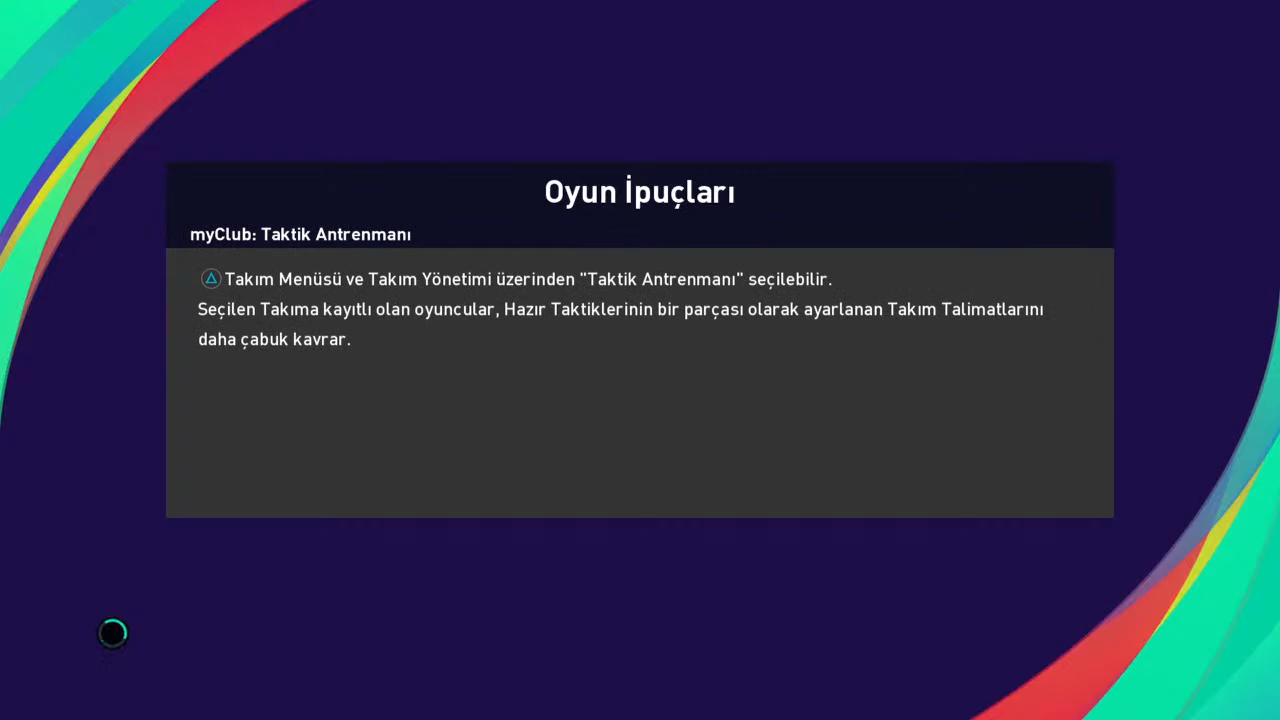 Oyun İpuçları
myClub: Taktik Antrenmanı
Takım Menüsü ve Takım Yönetimi üzerinden "Taktik Antrenmanı" seçilebilir.
Seçilen Takıma kayıtlı olan oyuncular, Hazır Taktiklerinin bir parçası olarak ayarlanan Takım Talimatlarını
daha çabuk kavrar.